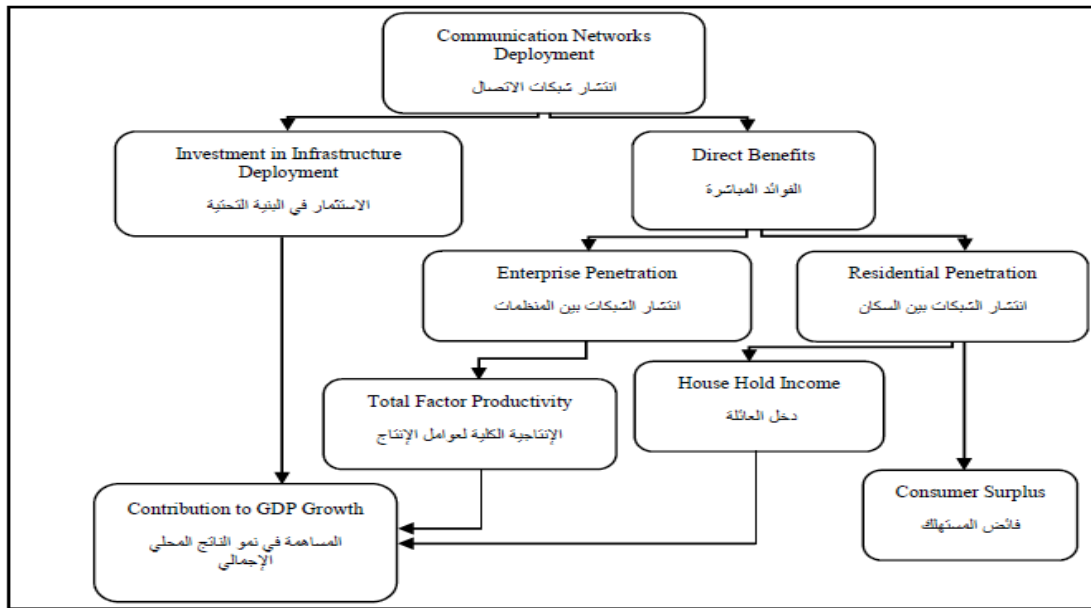 Communication Networks
Deployment
انتشار شبكات الاتصال
Investment in Infrastructure
Deployment
الاستثمار في البنية التحتية
Direct Benefits
الفوائد المباشرة
Enterprise Penetration
انتشار الشبكات بين المنظمات
Residential Penetration
انتشار الشبكات بين السكان
Total Factor Productivity
الإنتاجية الكلية لعوامل الإنتاج
House Hold Income
دخل العائلة
Contribution to GDP Growth
المساهمة في نمو الناتج المحلي
الإجمالي
Consumer Surplus
فائض المستهلك